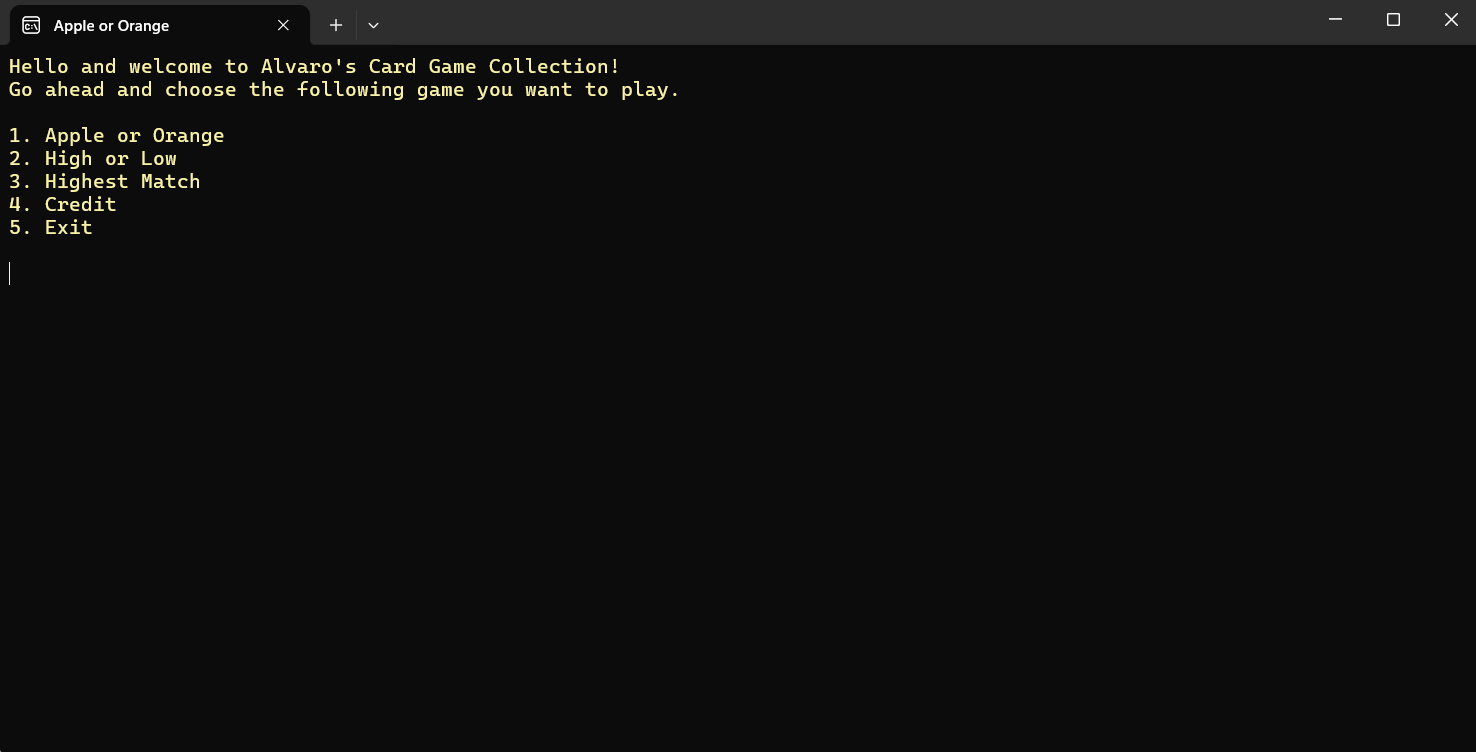 Apple or Orange
Hello and welcome to Alvaro's Card Game Collection!
Go ahead and choose the following game you want to play.
1. Apple or Orange
2. High or Low
3. Highest Match
4. Credit
5. Exit